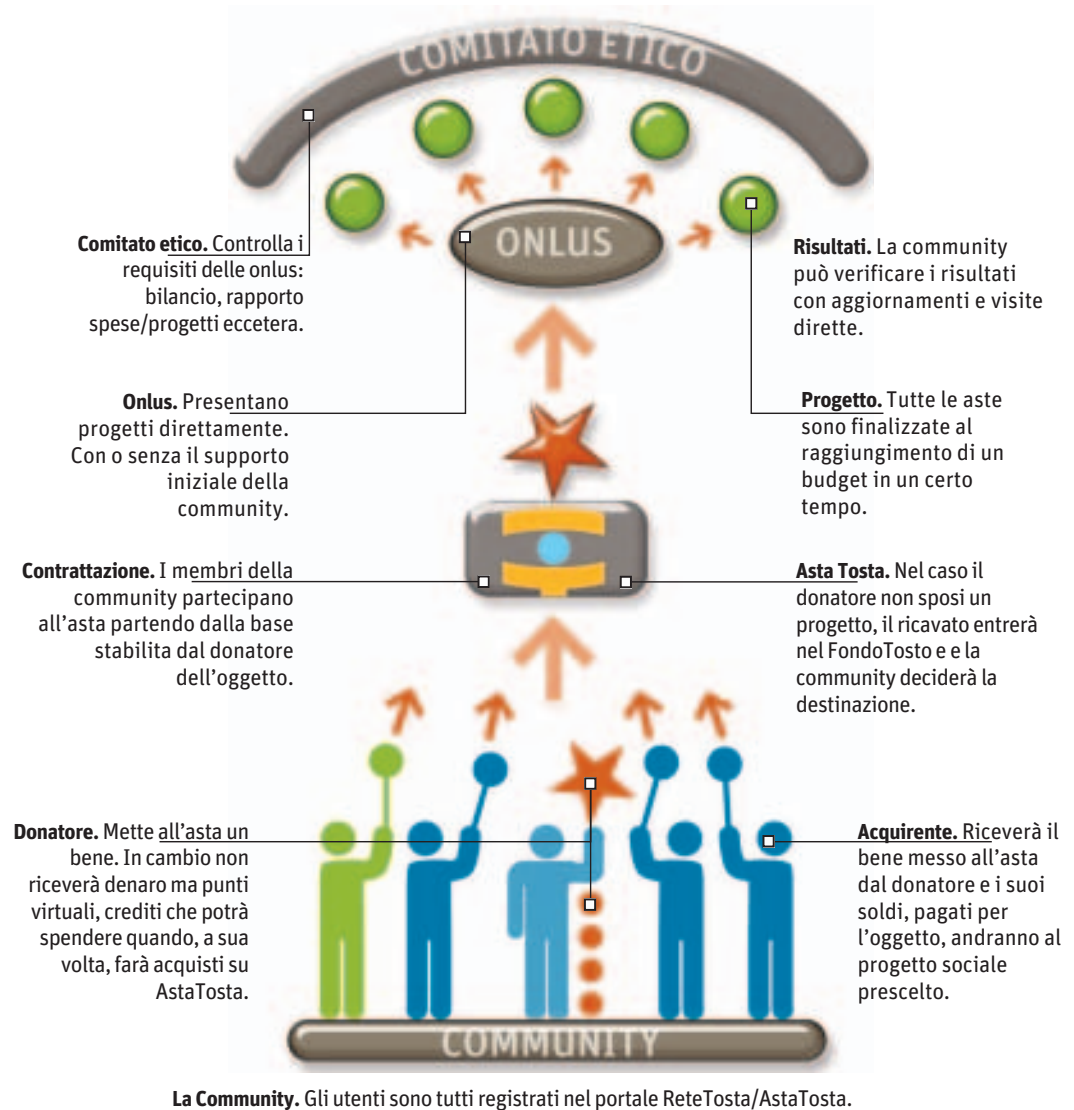 COMITATO ETICO
ONLUS
Comitato etico. Controlla i
requisiti delle onlus:
bilancio, rapporto
spese/progetti eccetera.
Risultati. La community
può verificare i risultati
con aggiornamenti e visite
dirette.
Onlus. Presentano
progetti direttamente.
Con o senza il supporto
iniziale della
community.
Progetto. Tutte le aste
sono finalizzate al
raggiungimento di un
budget in un certo
tempo.
Contrattazione. I membri della
community partecipano
all'asta partendo dalla base
stabilita dal donatore
dell'oggetto.
Asta Tosta. Nel caso il
donatore non sposi un
progetto, il ricavato entrerà
nel FondoTosto e e la
community deciderà la
destinazione.
Donatore. Mette all'asta un
bene. In cambio non
riceverà denaro ma punti
virtuali, crediti che potrà
spendere quando, a sua
volta, farà acquisti su
AstaTosta.
Acquirente. Riceverà il
bene messo all'asta
dal donatore e i suoi
soldi, pagati per
l'oggetto, andranno al
progetto sociale
prescelto.
COMMUNITY
La Community. Gli utenti sono tutti registrati nel portale ReteTosta/AstaTosta.